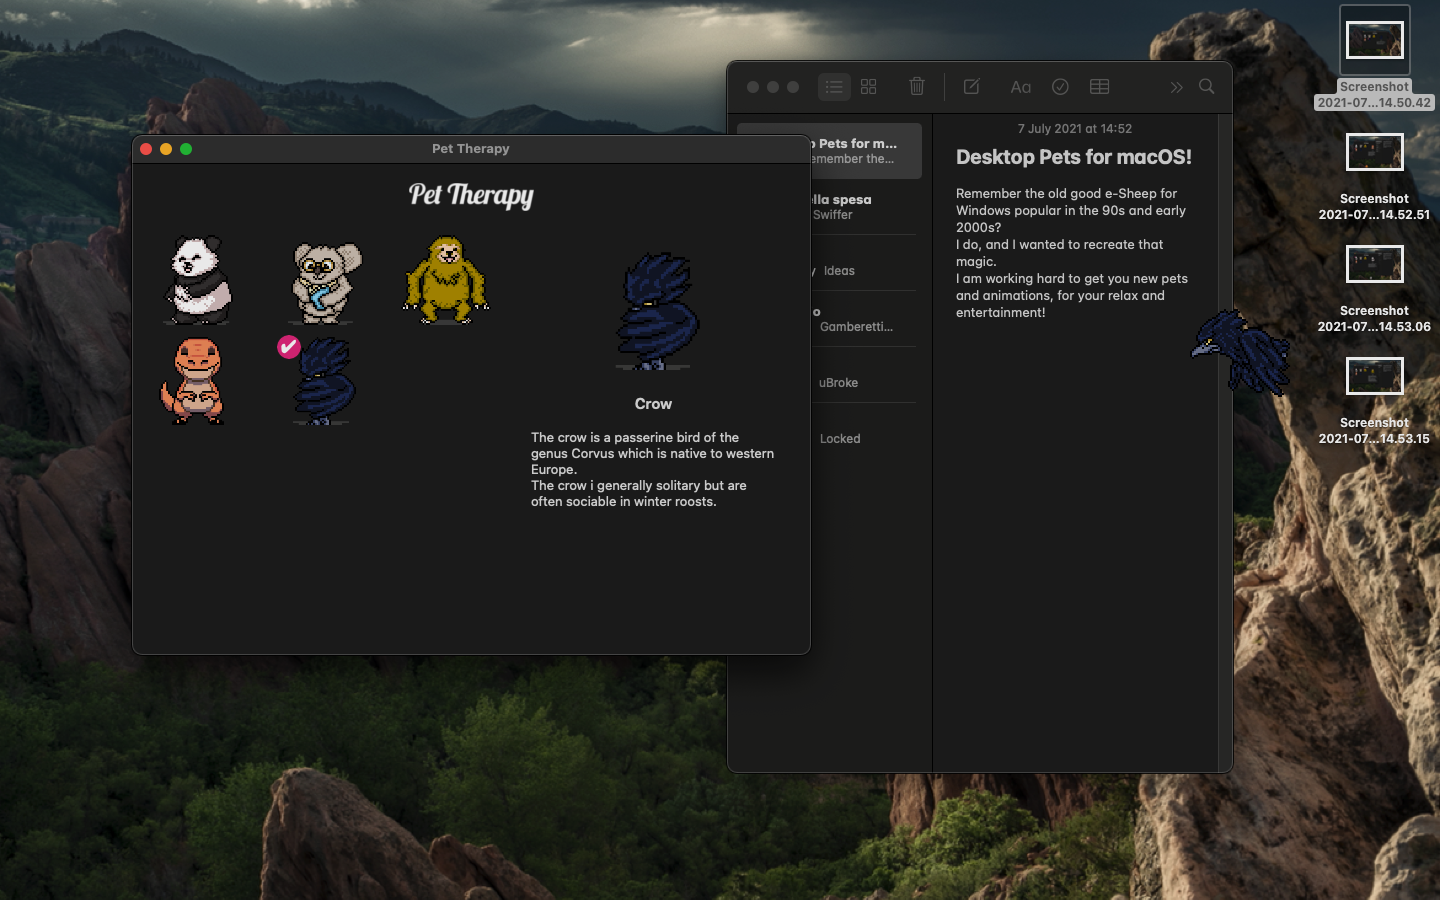 Pet Therapy
Pet Therapy
Crow
The crow is a passerine bird of the
genus Corvus which is native to western
Europe.
The crow i generally solitary but are
often sociable in winter roosts.
Aa
Pets for m...
emember the...
lla spesa
Swiffer
Ideas
o
Gamberetti...
uBroke
Locked
7 July 2021 at 14:52
Desktop Pets for macOS!
Remember the old good e-Sheep for
Windows popular in the 90s and early
2000s?
I do, and I wanted to recreate that
magic.
I am working hard to get you new pets
and animations, for your relax and
entertainment!
Screenshot
2021-07...14.50.42
Screenshot
2021-07...14.52.51
Screenshot
2021-07...14.53.06
Screenshot
2021-07...14.53.15